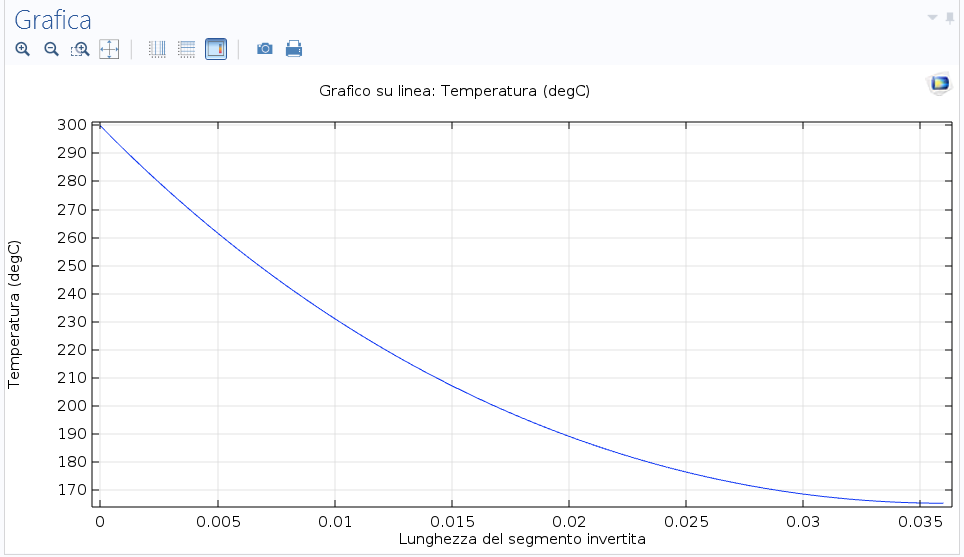 Grafica
Grafico su linea: Temperatura (degC)
Temperatura (degC)
300
290
280
270
260
250
240
230
220
210
200
190
180
170
0 0.005 0.01 0.015 0.02 0.025 0.03 0.035
Lunghezza del segmento invertita